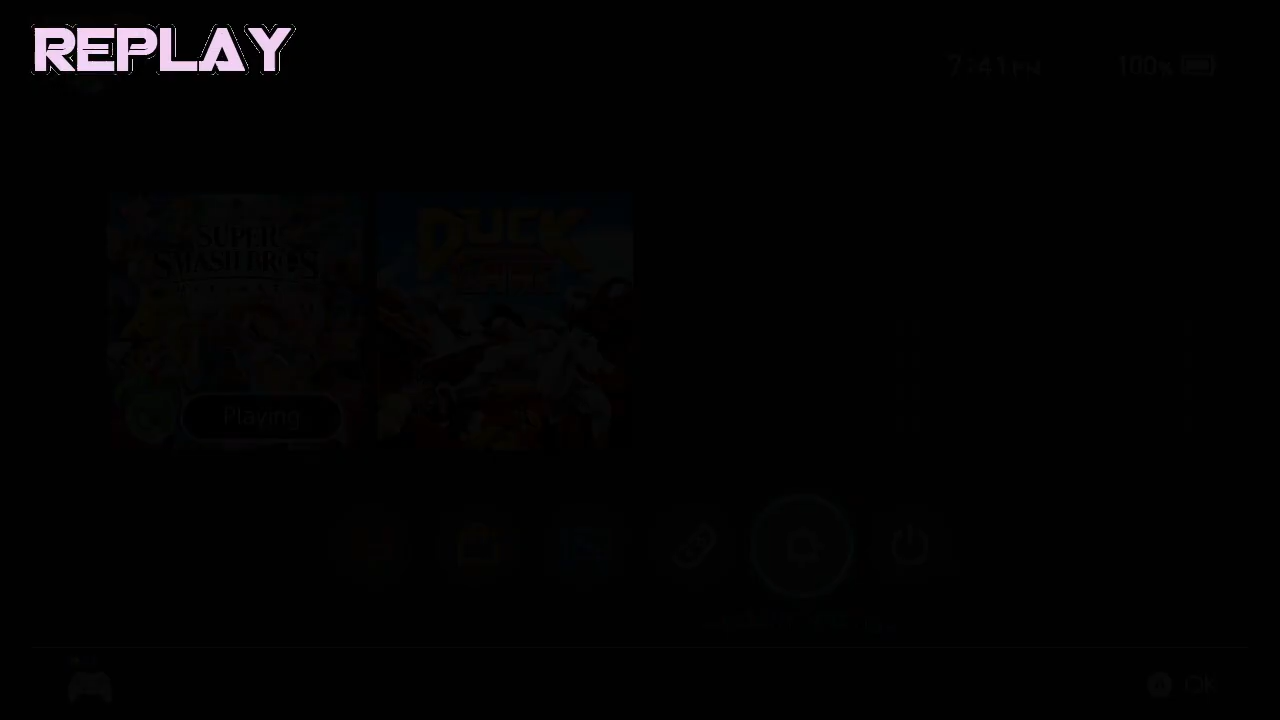 REPLAY
7:41 PM
100%
SUPER
SMASH BROS
DUCK
Playing
OK